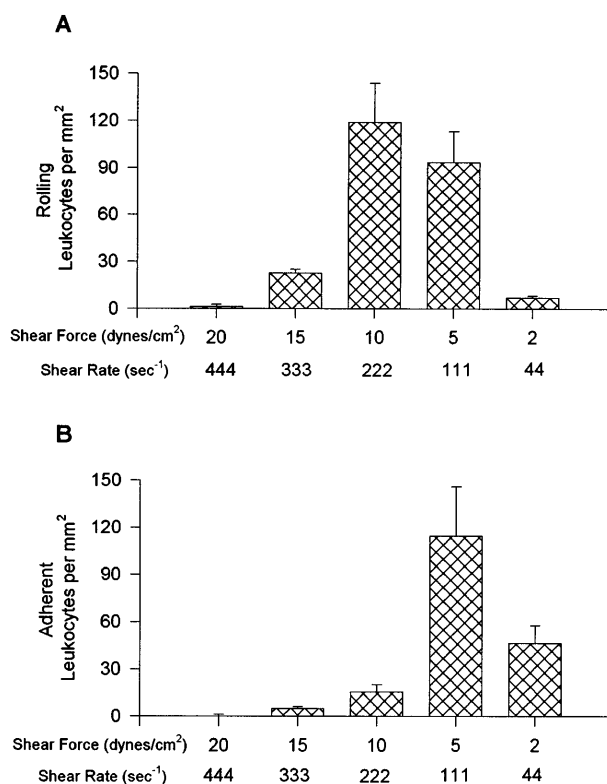 A
150
120
90
60
30
0
Rolling
Leukocytes per mm²
Shear Force (dynes/cm²) 20 15 10 5 2
Shear Rate (sec⁻¹) 444 333 222 111 44
B
150
120
90
60
30
0
Adherent
Leukocytes per mm²
Shear Force (dynes/cm²) 20 15 10 5 2
Shear Rate (sec⁻¹) 444 333 222 111 44